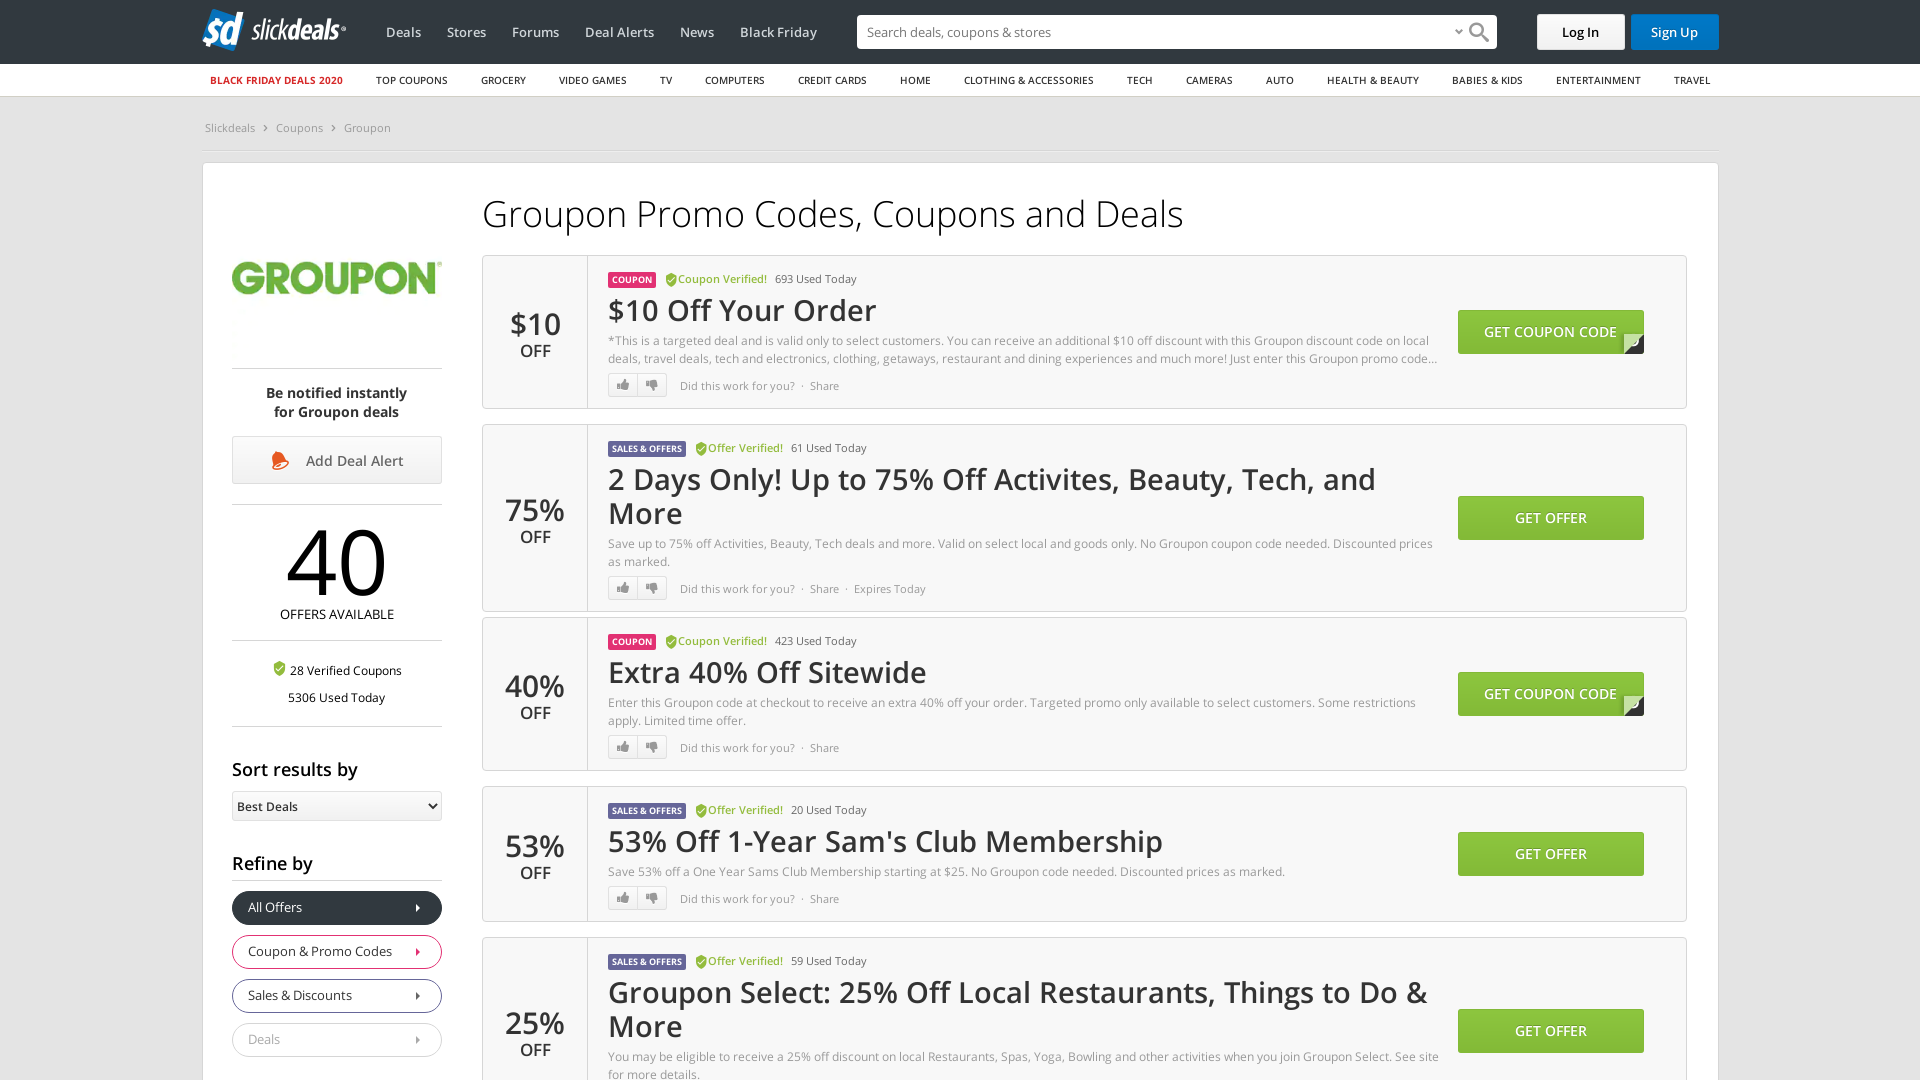 sd slickdeals
Deals
Stores
Forums
Deal Alerts
News
Black Friday
Search deals, coupons & stores
Log In
Sign Up
BLACK FRIDAY DEALS 2020
TOP COUPONS
GROCERY
VIDEO GAMES
TV
COMPUTERS
CREDIT CARDS
HOME
CLOTHING & ACCESSORIES
TECH
CAMERAS
AUTO
HEALTH & BEAUTY
BABIES & KIDS
ENTERTAINMENT
TRAVEL
Slickdeals › Coupons › Groupon
GROUPON
Be notified instantly
for Groupon deals
Add Deal Alert
40
OFFERS AVAILABLE
28 Verified Coupons
5306 Used Today
Sort results by
Best Deals
Refine by
All Offers
Coupon & Promo Codes
Sales & Discounts
Deals
Groupon Promo Codes, Coupons and Deals
$10
OFF
COUPON Coupon Verified! 693 Used Today
$10 Off Your Order
*This is a targeted deal and is valid only to select customers. You can receive an additional $10 off discount with this Groupon discount code on local
deals, travel deals, tech and electronics, clothing, getaways, restaurant and dining experiences and much more! Just enter this Groupon promo code...
Did this work for you? · Share
GET COUPON CODE
75%
OFF
SALES & OFFERS Offer Verified! 61 Used Today
2 Days Only! Up to 75% Off Activites, Beauty, Tech, and
More
Save up to 75% off Activities, Beauty, Tech deals and more. Valid on select local and goods only. No Groupon coupon code needed. Discounted prices
as marked.
Did this work for you? · Share · Expires Today
GET OFFER
40%
OFF
COUPON Coupon Verified! 423 Used Today
Extra 40% Off Sitewide
Enter this Groupon code at checkout to receive an extra 40% off your order. Targeted promo only available to select customers. Some restrictions
apply. Limited time offer.
Did this work for you? · Share
GET COUPON CODE
53%
OFF
SALES & OFFERS Offer Verified! 20 Used Today
53% Off 1-Year Sam's Club Membership
Save 53% off a One Year Sams Club Membership starting at $25. No Groupon code needed. Discounted prices as marked.
Did this work for you? · Share
GET OFFER
25%
OFF
SALES & OFFERS Offer Verified! 59 Used Today
Groupon Select: 25% Off Local Restaurants, Things to Do &
More
You may be eligible to receive a 25% off discount on local Restaurants, Spas, Yoga, Bowling and other activities when you join Groupon Select. See site
for more details.
GET OFFER